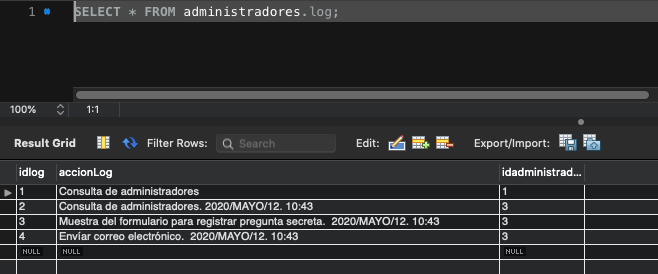 1 SELECT * FROM administradores.log;
100% 1:1
Result Grid Filter Rows: Search Edit: Export/Import:
idlog accionLog idadministrad...
1 Consulta de administradores 1
2 Consulta de administradores. 2020/MAYO/12. 10:43 3
3 Muestra del formulario para registrar pregunta secreta. 2020/MAYO/12. 10:43 3
4 Envíar correo electrónico. 2020/MAYO/12. 10:43 3
NULL NULL NULL